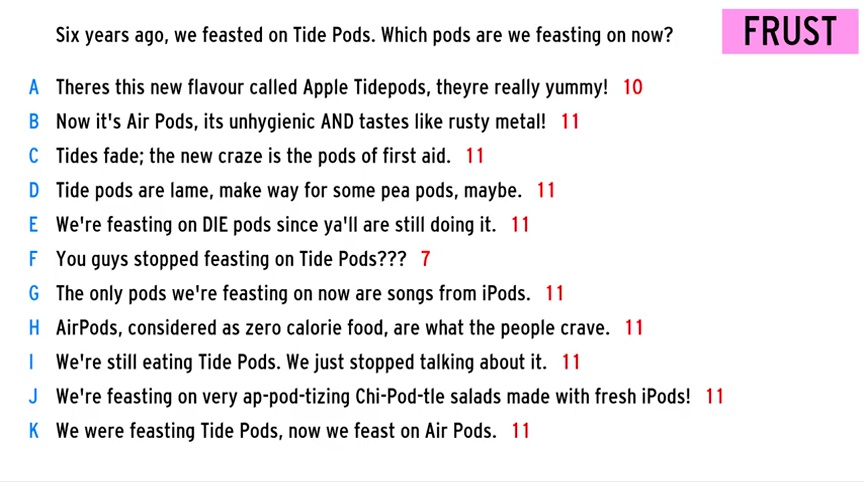 Six years ago, we feasted on Tide Pods. Which pods are we feasting on now?
FRUST
A Theres this new flavour called Apple Tidepods, theyre really yummy! 10
B Now it's Air Pods, its unhygienic AND tastes like rusty metal! 11
C Tides fade; the new craze is the pods of first aid. 11
D Tide pods are lame, make way for some pea pods, maybe. 11
E We're feasting on DIE pods since ya'll are still doing it. 11
F You guys stopped feasting on Tide Pods??? 7
G The only pods we're feasting on now are songs from iPods. 11
H AirPods, considered as zero calorie food, are what the people crave. 11
I We're still eating Tide Pods. We just stopped talking about it. 11
J We're feasting on very ap-pod-tizing Chi-Pod-tle salads made with fresh iPods! 11
K We were feasting Tide Pods, now we feast on Air Pods. 11